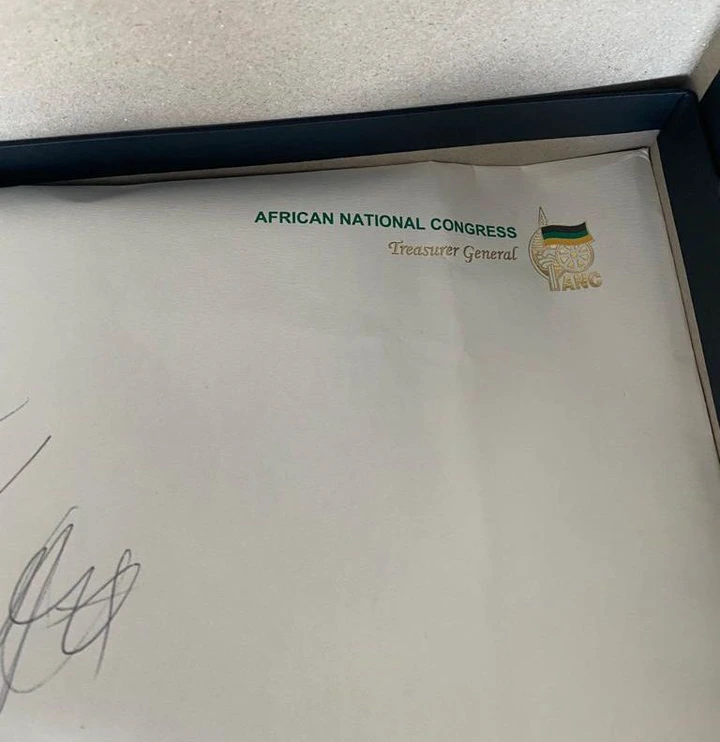 AFRICAN NATIONAL CONGRESS
Treasurer General
ANC